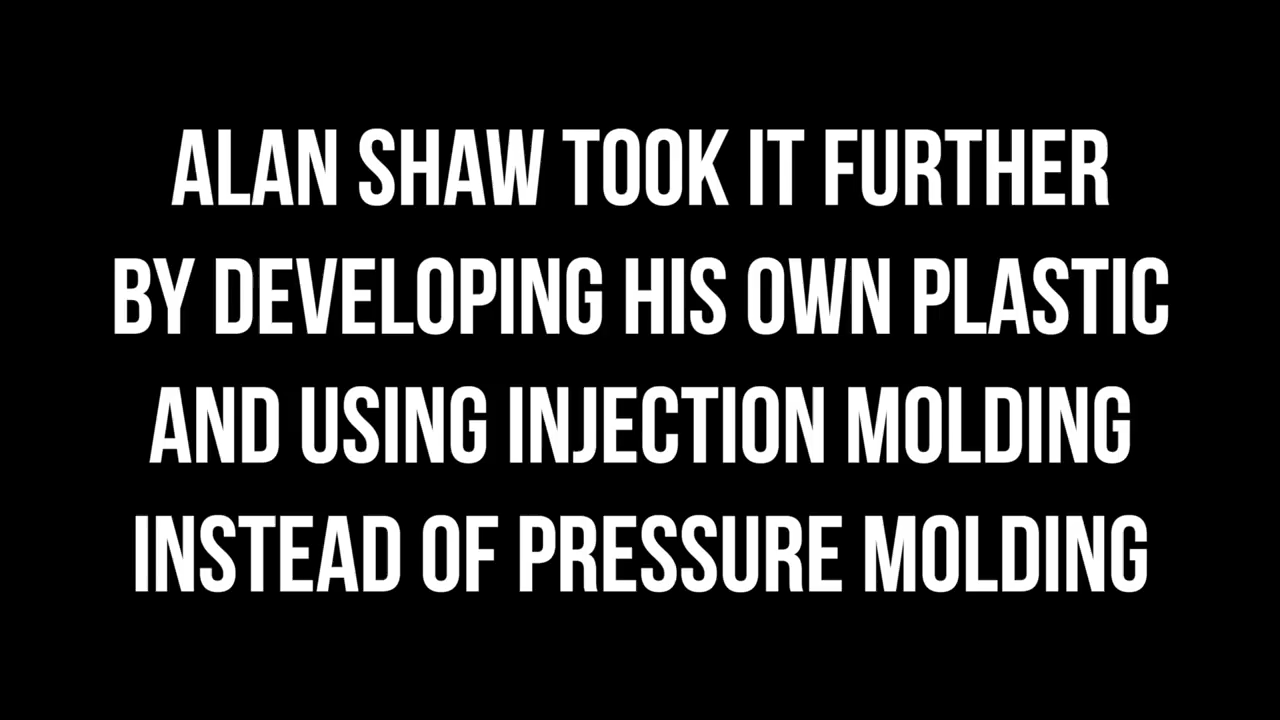 ALAN SHAW TOOK IT FURTHER
BY DEVELOPING HIS OWN PLASTIC
AND USING INJECTION MOLDING
INSTEAD OF PRESSURE MOLDING